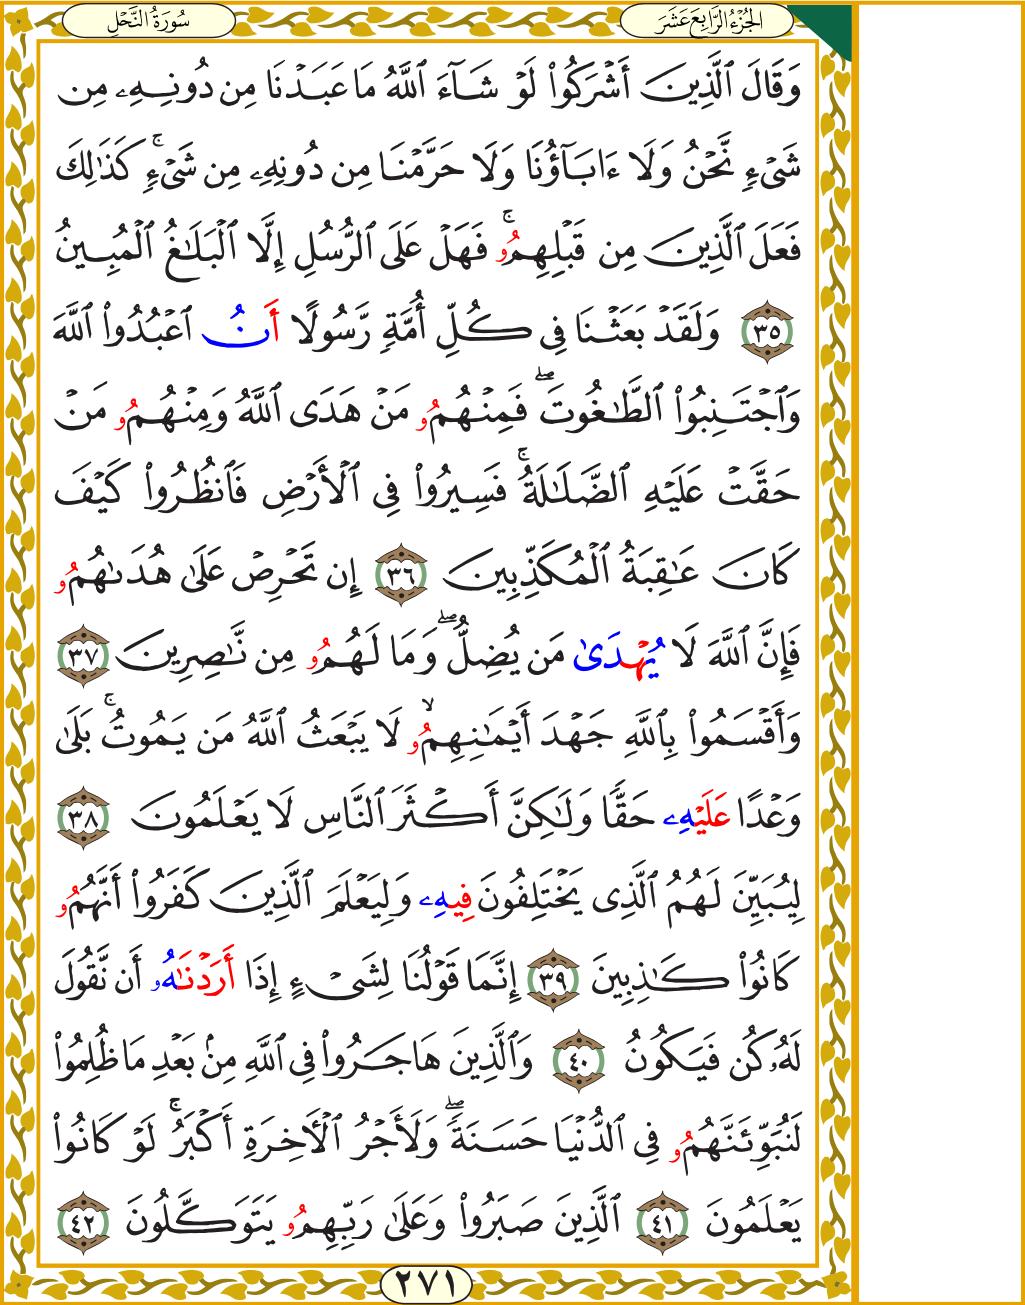 سُورَةُ النَّحْلِ
الجُزْءُ الرَّابِعَ عَشَرَ
وَقَالَ ٱلَّذِينَ أَشْرَكُوا۟ لَوْ شَآءَ ٱللَّهُ مَا عَبَدْنَا مِن دُونِهِۦ مِن
شَىْءٍ نَّحْنُ وَلَآ ءَابَآؤُنَا وَلَا حَرَّمْنَا مِن دُونِهِۦ مِن شَىْءٍ ۚ كَذَٰلِكَ
فَعَلَ ٱلَّذِينَ مِن قَبْلِهِمُۥ ۚ فَهَلْ عَلَى ٱلرُّسُلِ إِلَّا ٱلْبَلَٰغُ ٱلْمُبِينُ
٣٥ وَلَقَدْ بَعَثْنَا فِى كُلِّ أُمَّةٍ رَّسُولًا أَنُ ٱعْبُدُوا۟ ٱللَّهَ
وَٱجْتَنِبُوا۟ ٱلطَّٰغُوتَ ۖ فَمِنْهُمُۥ مَنْ هَدَى ٱللَّهُ وَمِنْهُمُۥ مَنْ
حَقَّتْ عَلَيْهِ ٱلضَّلَٰلَةُ ۚ فَسِيرُوا۟ فِى ٱلْأَرْضِ فَٱنظُرُوا۟ كَيْفَ
كَانَ عَٰقِبَةُ ٱلْمُكَذِّبِينَ ٣٦ إِن تَحْرِصْ عَلَىٰ هُدَىٰهُمُۥ
فَإِنَّ ٱللَّهَ لَا يُهْدَىٰ مَن يُضِلُّ ۖ وَمَا لَهُمُۥ مِن نَّٰصِرِينَ ٣٧
وَأَقْسَمُوا۟ بِٱللَّهِ جَهْدَ أَيْمَٰنِهِمُۥ ۙ لَا يَبْعَثُ ٱللَّهُ مَن يَمُوتُ ۚ بَلَىٰ
وَعْدًا عَلَيْهِۦ حَقًّا وَلَٰكِنَّ أَكْثَرَ ٱلنَّاسِ لَا يَعْلَمُونَ ٣٨
لِيُبَيِّنَ لَهُمُ ٱلَّذِى يَخْتَلِفُونَ فِيهِۦ وَلِيَعْلَمَ ٱلَّذِينَ كَفَرُوا۟ أَنَّهُمُۥ
كَانُوا۟ كَٰذِبِينَ ٣٩ إِنَّمَا قَوْلُنَا لِشَىْءٍ إِذَا أَرَدْنَٰهُۥ أَن نَّقُولَ
لَهُۥ كُن فَيَكُونُ ٤٠ وَٱلَّذِينَ هَاجَرُوا۟ فِى ٱللَّهِ مِنۢ بَعْدِ مَا ظُلِمُوا۟
لَنُبَوِّئَنَّهُمُۥ فِى ٱلدُّنْيَا حَسَنَةً ۖ وَلَأَجْرُ ٱلْءَاخِرَةِ أَكْبَرُ ۚ لَوْ كَانُوا۟
يَعْلَمُونَ ٤١ ٱلَّذِينَ صَبَرُوا۟ وَعَلَىٰ رَبِّهِمُۥ يَتَوَكَّلُونَ ٤٢
٢٧١